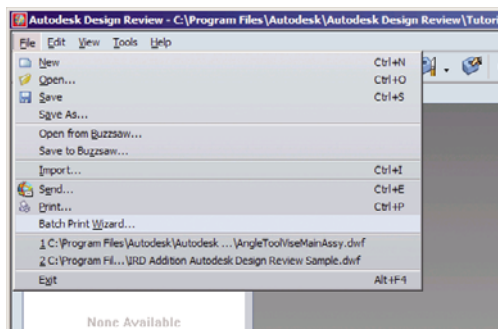 Autodesk Design Review - C:\Program Files\Autodesk\Autodesk Design Review\Tutori
File Edit View Tools Help
New Ctrl+N
Open... Ctrl+O
Save Ctrl+S
Save As...
Open from Buzzsaw...
Save to Buzzsaw...
Import... Ctrl+I
Send... Ctrl+E
Print... Ctrl+P
Batch Print Wizard...
1 C:\Program Files\Autodesk\Autodesk ...\AngleToolViseMainAssy.dwf
2 C:\Program Fil...\IRD Addition Autodesk Design Review Sample.dwf
Exit Alt+F4
None Available